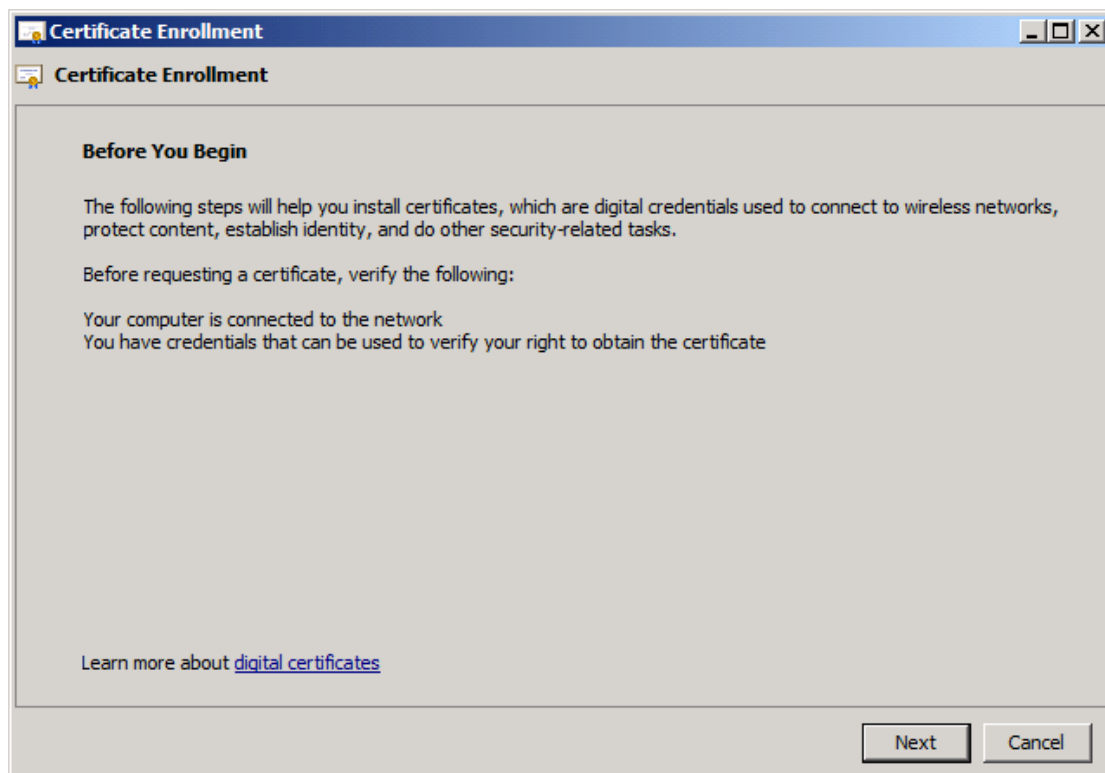 Certificate Enrollment
Certificate Enrollment
Before You Begin
The following steps will help you install certificates, which are digital credentials used to connect to wireless networks,
protect content, establish identity, and do other security-related tasks.
Before requesting a certificate, verify the following:
Your computer is connected to the network
You have credentials that can be used to verify your right to obtain the certificate
Learn more about digital certificates
Next Cancel